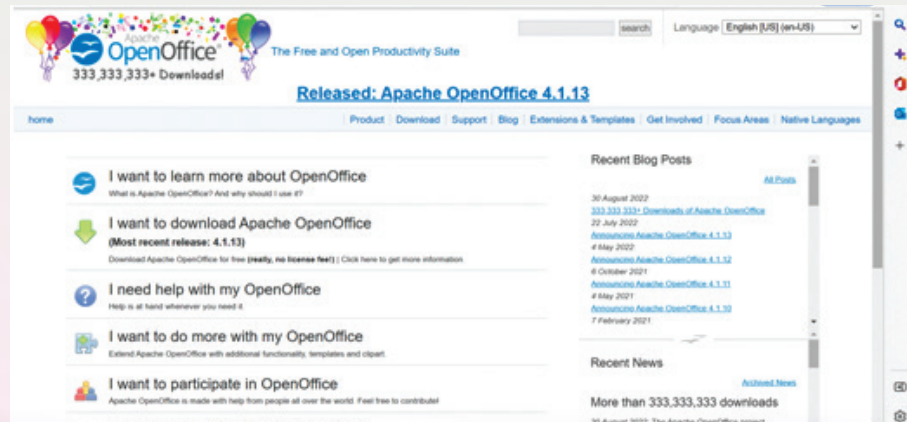 Apache
OpenOffice
333,333,333+ Downloads!
The Free and Open Productivity Suite
search
Language English [US] (en-US)
Released: Apache OpenOffice 4.1.13
home
Product Download Support Blog Extensions & Templates Get Involved Focus Areas Native Languages
I want to learn more about OpenOffice
What is Apache OpenOffice? And why should I use it?
I want to download Apache OpenOffice
(Most recent release: 4.1.13)
Download Apache OpenOffice for free (really, no license fee!) | Click here to get more information
I need help with my OpenOffice
Help is at hand whenever you need it.
I want to do more with my OpenOffice
Extend Apache OpenOffice with additional functionality, templates and clipart.
I want to participate in OpenOffice
Apache OpenOffice is made with help from people all over the world. Feel free to contribute!
Recent Blog Posts
All Posts
30 August 2022
333,333,333+ Downloads of Apache OpenOffice
22 July 2022
Announcing Apache OpenOffice 4.1.13
4 May 2022
Announcing Apache OpenOffice 4.1.12
6 October 2021
Announcing Apache OpenOffice 4.1.11
4 May 2021
Announcing Apache OpenOffice 4.1.10
7 February 2021
Recent News
Archived News
More than 333,333,333 downloads
30 August 2022: The Apache OpenOffice project